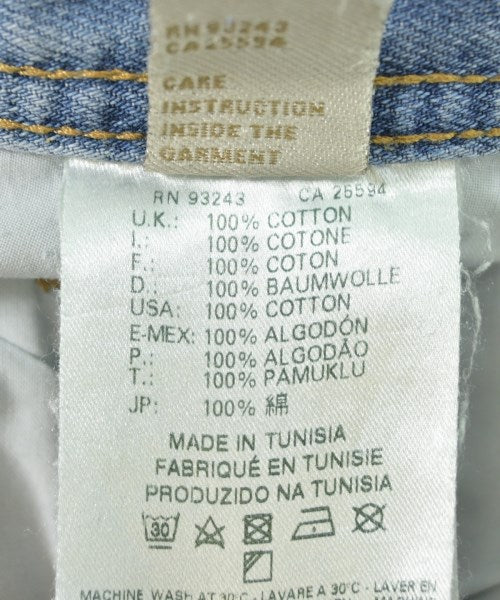 RN 93243
CA 25594
CARE
INSTRUCTION
INSIDE THE
GARMENT
RN 93243 CA 25594
U.K.: 100% COTTON
I.: 100% COTONE
F.: 100% COTON
D.: 100% BAUMWOLLE
USA: 100% COTTON
E-MEX: 100% ALGODÓN
P.: 100% ALGODÃO
T.: 100% PAMUKLU
JP: 100% 綿
MADE IN TUNISIA
FABRIQUÉ EN TUNISIE
PRODUZIDO NA TUNISIA
30
MACHINE WASH AT 30°C - LAVARE A 30°C - LAVER EN